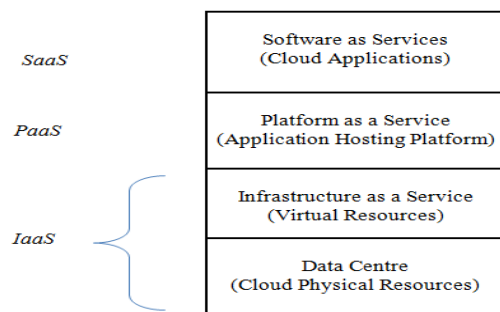 SaaS
Software as Services
(Cloud Applications)
PaaS
Platform as a Service
(Application Hosting Platform)
IaaS
Infrastructure as a Service
(Virtual Resources)
Data Centre
(Cloud Physical Resources)